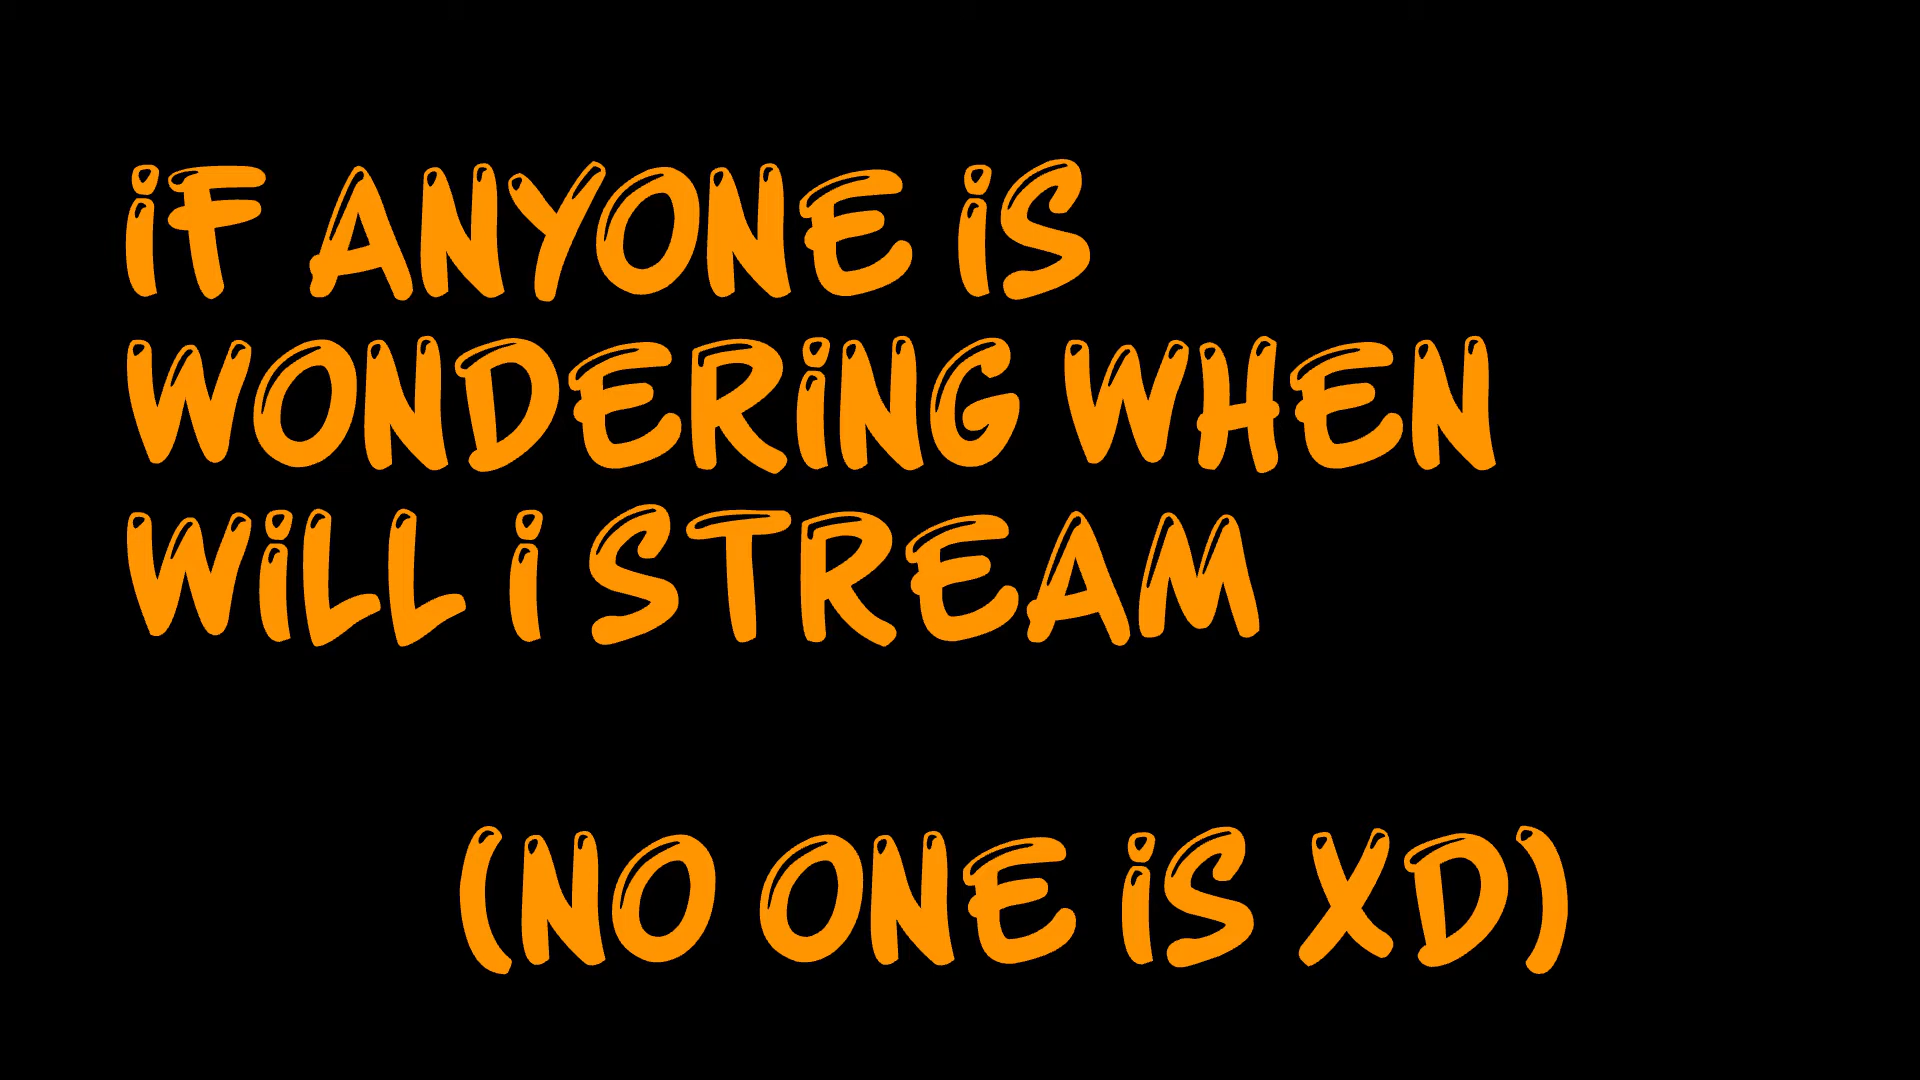 iF ANYONE iS
WONDERiNG WHEN
WiLL i STREAM
(NO ONE iS XD)